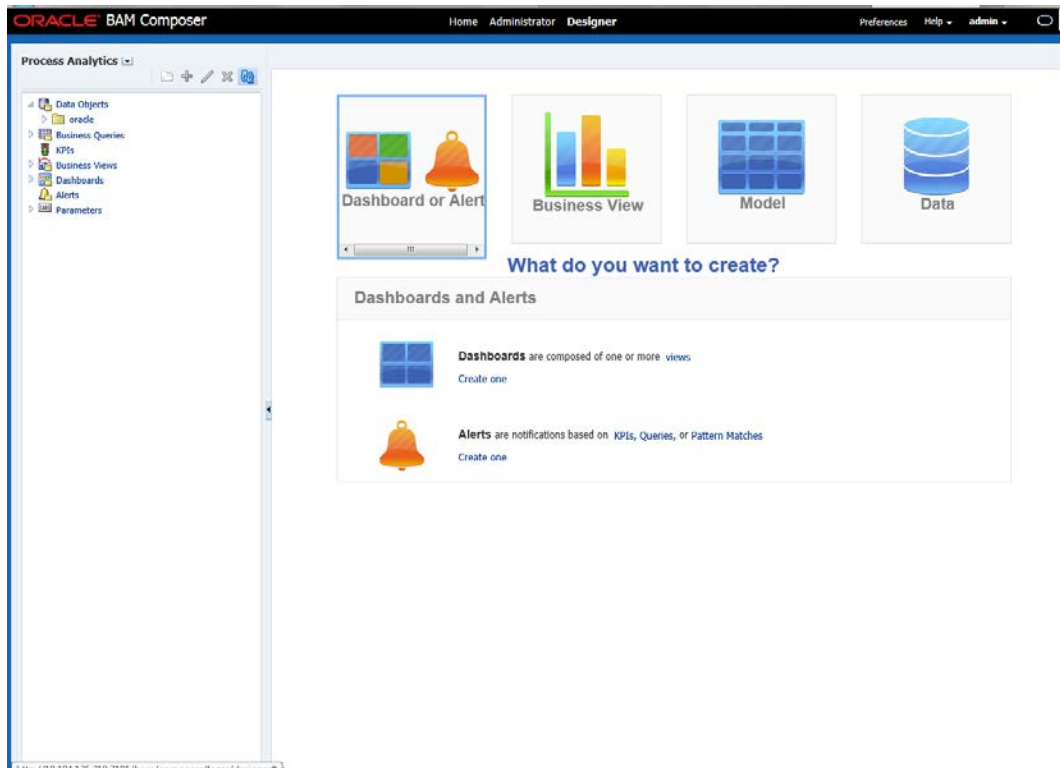 ORACLE BAM Composer
Home Administrator Designer
Preferences Help admin
Process Analytics
Data Objects
oracle
Business Queries
KPIs
Business Views
Dashboards
Alerts
Parameters
Dashboard or Alert
Business View
Model
Data
What do you want to create?
Dashboards and Alerts
Dashboards are composed of one or more views
Create one
Alerts are notifications based on KPIs, Queries, or Pattern Matches
Create one